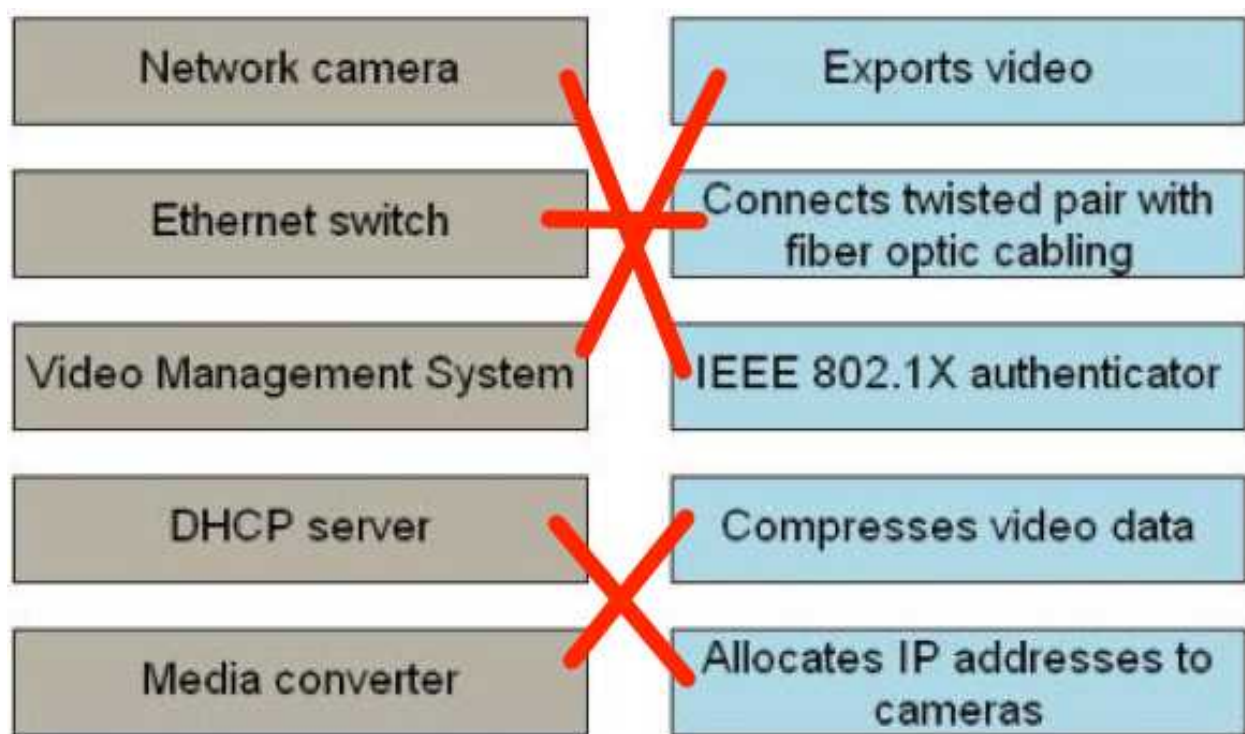 Network camera
Exports video
Ethernet switch
Connects twisted pair with
fiber optic cabling
Video Management System
IEEE 802.1X authenticator
DHCP server
Compresses video data
Media converter
Allocates IP addresses to
cameras